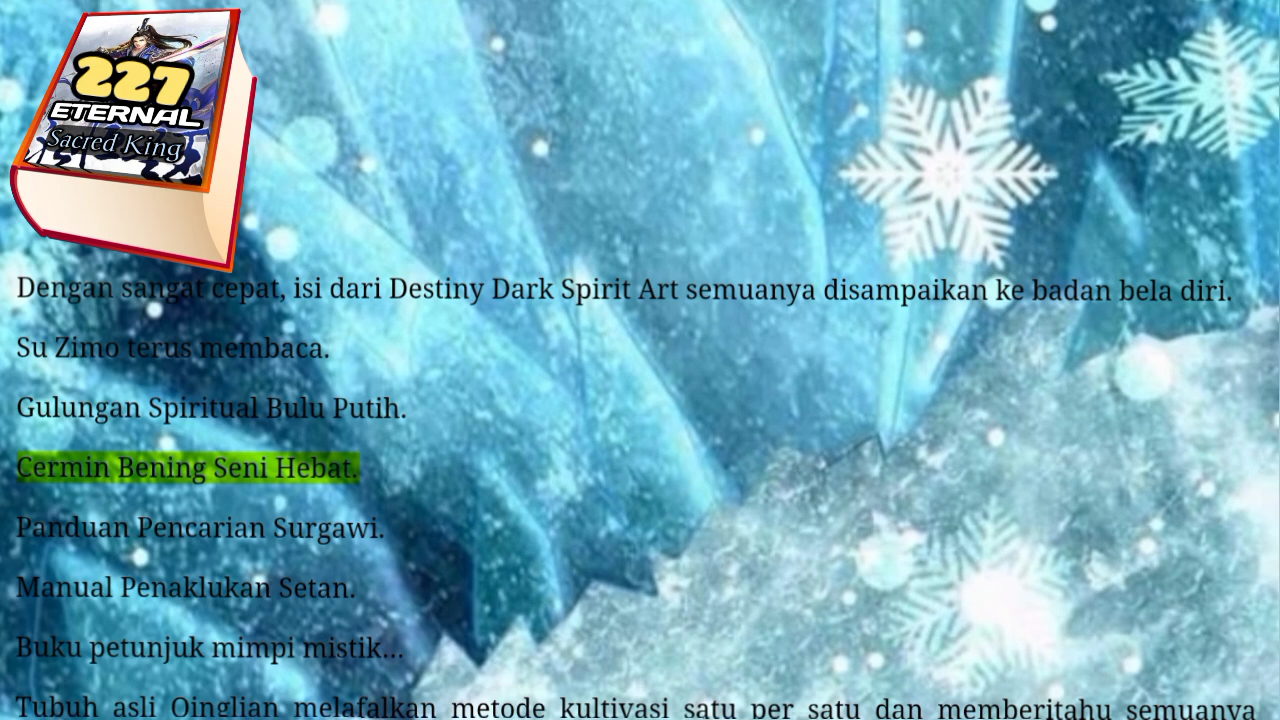 227
ETERNAL
Sacred King
Dengan sangat cepat, isi dari Destiny Dark Spirit Art semuanya disampaikan ke badan bela diri.
Su Zimo terus membaca.
Gulungan Spiritual Bulu Putih.
Cermin Bening Seni Hebat.
Panduan Pencarian Surgawi.
Manual Penaklukan Setan.
Buku petunjuk mimpi mistik...
Tubuh asli Qinglian melafalkan metode kultivasi satu per satu dan memberitahu semuanya